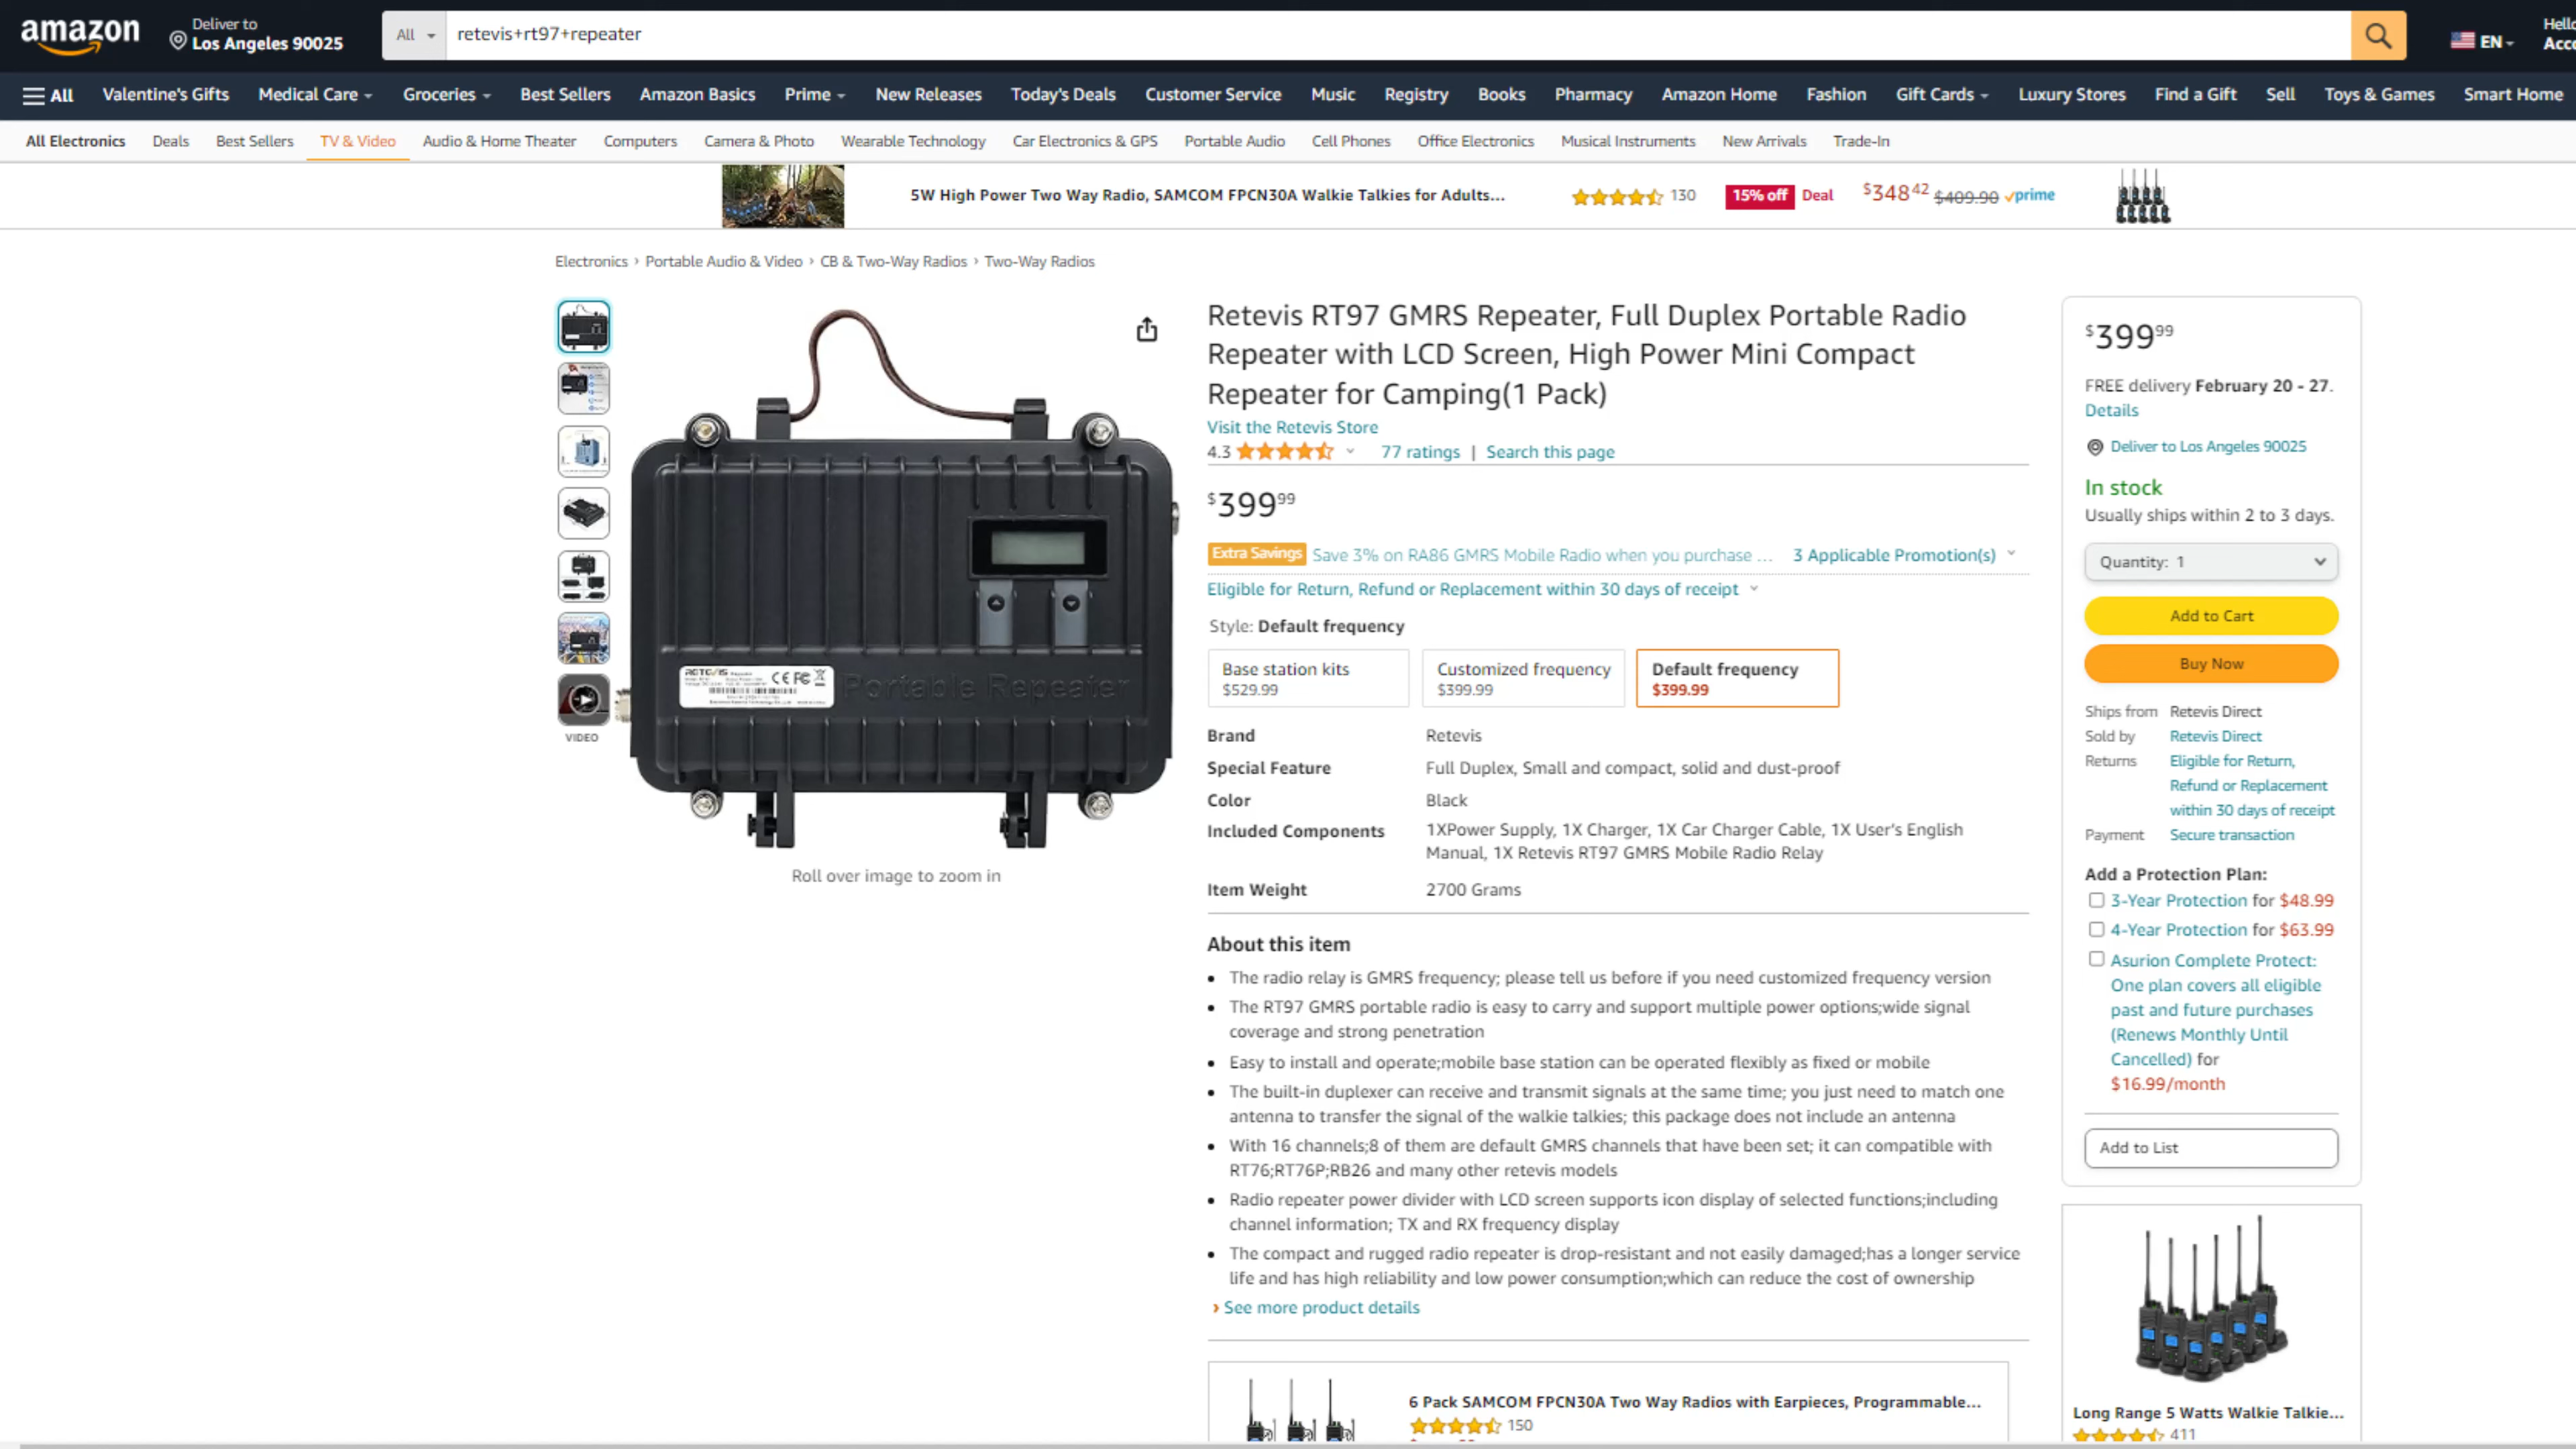 amazon
Deliver to
Los Angeles 90025
All
retevis+rt97+repeater
EN
All
Valentine's Gifts
Medical Care
Groceries
Best Sellers
Amazon Basics
Prime
New Releases
Today's Deals
Customer Service
Music
Registry
Books
Pharmacy
Amazon Home
Fashion
Gift Cards
Luxury Stores
Find a Gift
Sell
Toys & Games
Smart Home
All Electronics
Deals
Best Sellers
TV & Video
Audio & Home Theater
Computers
Camera & Photo
Wearable Technology
Car Electronics & GPS
Portable Audio
Cell Phones
Office Electronics
Musical Instruments
New Arrivals
Trade-In
5W High Power Two Way Radio, SAMCOM FPCN30A Walkie Talkies for Adults...
130
15% off Deal
$348 42 $409.90 prime
Electronics › Portable Audio & Video › CB & Two-Way Radios › Two-Way Radios
VIDEO
RETEVIS Repeater
CE FC
Portable Repeater
Roll over image to zoom in
Retevis RT97 GMRS Repeater, Full Duplex Portable Radio
Repeater with LCD Screen, High Power Mini Compact
Repeater for Camping(1 Pack)
Visit the Retevis Store
4.3 77 ratings | Search this page
$399 99
Extra Savings Save 3% on RA86 GMRS Mobile Radio when you purchase ... 3 Applicable Promotion(s)
Eligible for Return, Refund or Replacement within 30 days of receipt
Style: Default frequency
Base station kits
$529.99
Customized frequency
$399.99
Default frequency
$399.99
Brand Retevis
Special Feature Full Duplex, Small and compact, solid and dust-proof
Color Black
Included Components 1XPower Supply, 1X Charger, 1X Car Charger Cable, 1X User's English
Manual, 1X Retevis RT97 GMRS Mobile Radio Relay
Item Weight 2700 Grams
About this item
• The radio relay is GMRS frequency; please tell us before if you need customized frequency version
• The RT97 GMRS portable radio is easy to carry and support multiple power options;wide signal
coverage and strong penetration
• Easy to install and operate;mobile base station can be operated flexibly as fixed or mobile
• The built-in duplexer can receive and transmit signals at the same time; you just need to match one
antenna to transfer the signal of the walkie talkies; this package does not include an antenna
• With 16 channels;8 of them are default GMRS channels that have been set; it can compatible with
RT76;RT76P;RB26 and many other retevis models
• Radio repeater power divider with LCD screen supports icon display of selected functions;including
channel information; TX and RX frequency display
• The compact and rugged radio repeater is drop-resistant and not easily damaged;has a longer service
life and has high reliability and low power consumption;which can reduce the cost of ownership
› See more product details
6 Pack SAMCOM FPCN30A Two Way Radios with Earpieces, Programmable...
150
$399 99
FREE delivery February 20 - 27.
Details
Deliver to Los Angeles 90025
In stock
Usually ships within 2 to 3 days.
Quantity: 1
Add to Cart
Buy Now
Ships from Retevis Direct
Sold by Retevis Direct
Returns Eligible for Return,
Refund or Replacement
within 30 days of receipt
Payment Secure transaction
Add a Protection Plan:
3-Year Protection for $48.99
4-Year Protection for $63.99
Asurion Complete Protect:
One plan covers all eligible
past and future purchases
(Renews Monthly Until
Cancelled) for
$16.99/month
Add to List
Long Range 5 Watts Walkie Talkie...
411